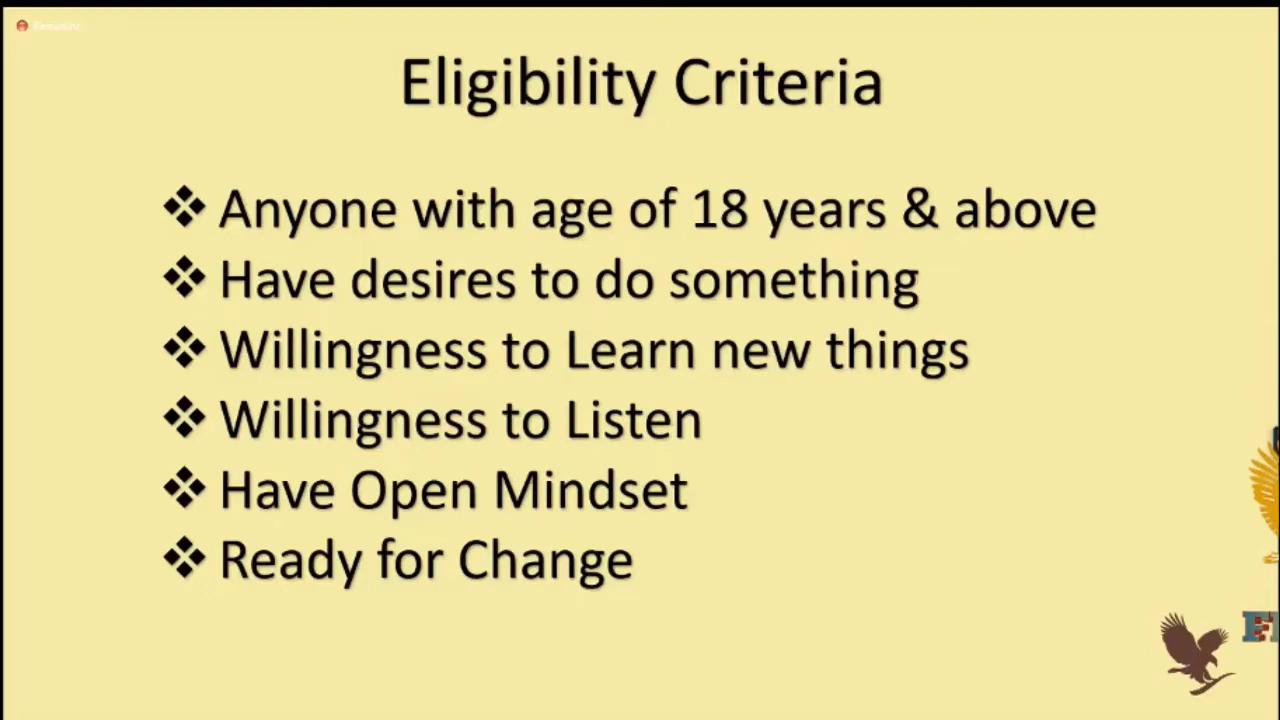 Eligibility Criteria
❖ Anyone with age of 18 years & above
❖ Have desires to do something
❖ Willingness to Learn new things
❖ Willingness to Listen
❖ Have Open Mindset
❖ Ready for Change